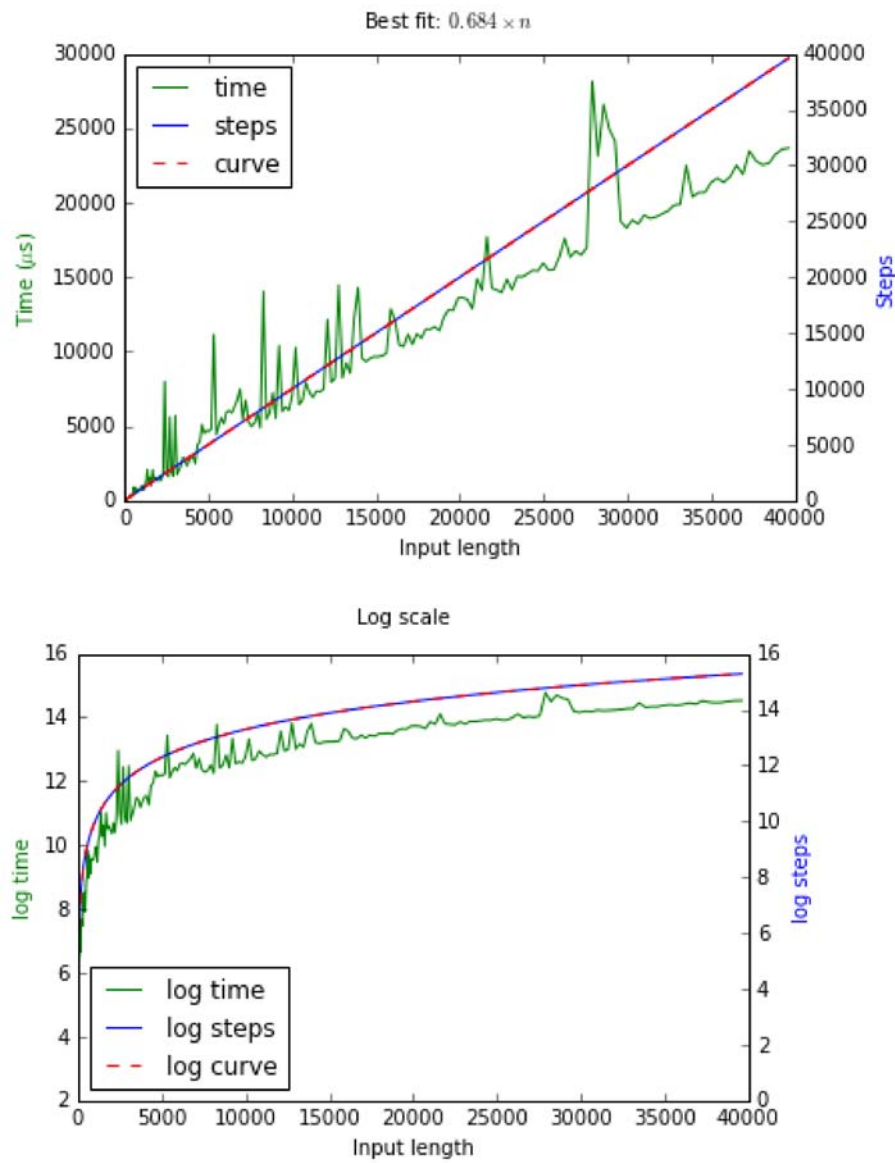 Best fit: 0.684 × n
30000
25000
20000
15000
10000
5000
0
Time (μs)
time
steps
curve
40000
35000
30000
25000
20000
15000
10000
5000
0
Steps
0 5000 10000 15000 20000 25000 30000 35000 40000
Input length
Log scale
16
14
12
10
8
6
4
2
log time
log time
log steps
log curve
16
14
12
10
8
6
4
2
0
log steps
0 5000 10000 15000 20000 25000 30000 35000 40000
Input length